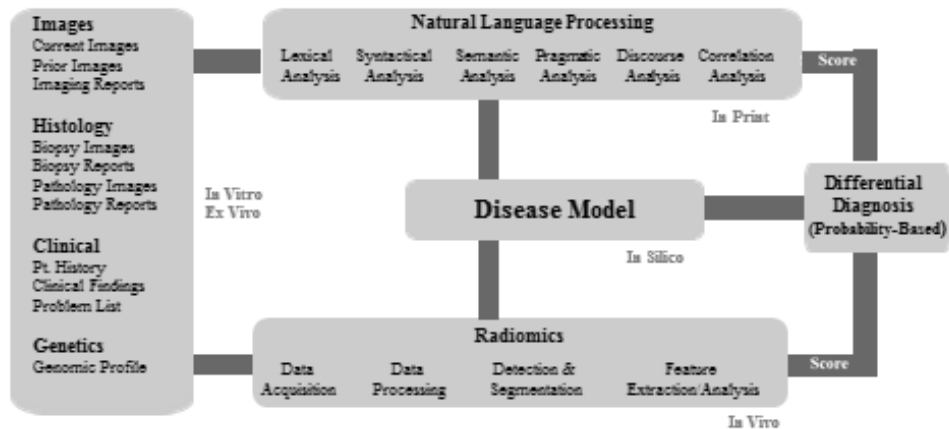 Images
Current Images
Prior Images
Imaging Reports
Histology
Biopsy Images
Biopsy Reports
Pathology Images
Pathology Reports
Clinical
Pt. History
Clinical Findings
Problem List
Genetics
Genomic Profile
In Vitro
Ex Vivo
Natural Language Processing
Lexical Analysis
Syntactical Analysis
Semantic Analysis
Pragmatic Analysis
Discourse Analysis
Correlation Analysis
In Print
Score
Disease Model
In Silico
Differential
Diagnosis
(Probability-Based)
Radiomics
Data Acquisition
Data Processing
Detection & Segmentation
Feature Extraction/Analysis
Score
In Vivo